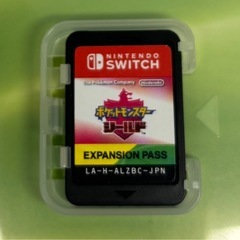 NINTENDO
SWITCH
The Pokémon Company
Nintendo
ポケットモンスター
シールド
EXPANSION PASS
LA-H-ALZBC-JPN